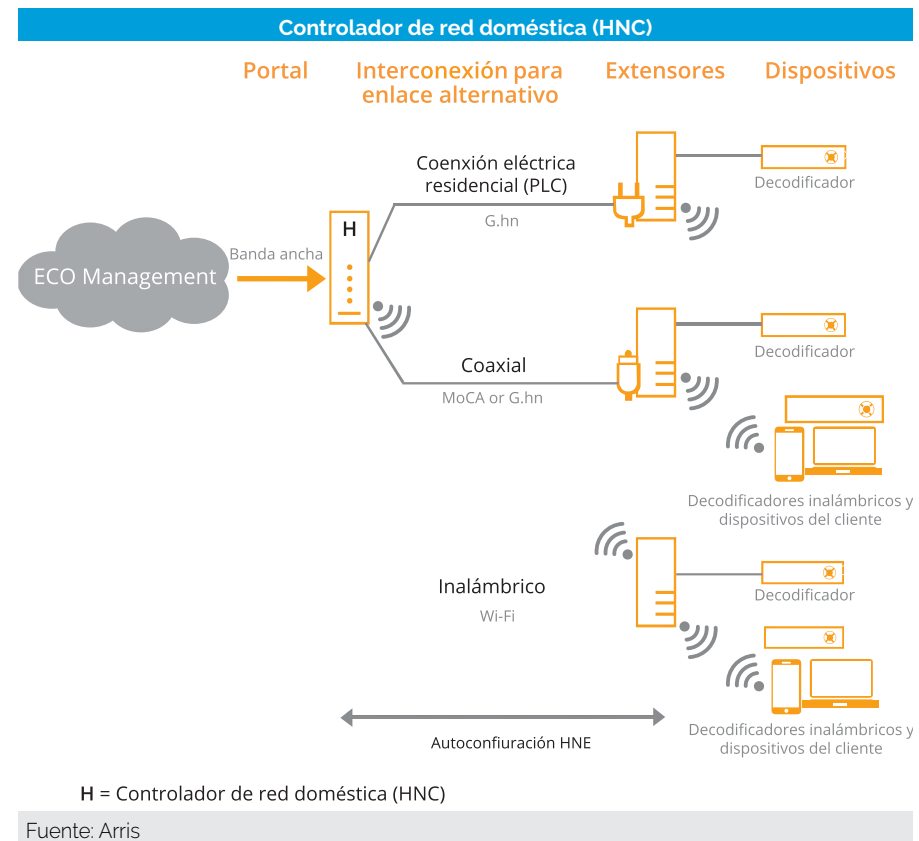 Controlador de red doméstica (HNC)
Portal
Interconexión para
enlace alternativo
Extensores
Dispositivos
Coenxión eléctrica
residencial (PLC)
G.hn
Decodificador
H
Banda ancha
ECO Management
Coaxial
MoCA or G.hn
Decodificador
Decodificadores inalámbricos y
dispositivos del cliente
Inalámbrico
Wi-Fi
Decodificador
Decodificadores inalámbricos y
dispositivos del cliente
Autoconfiuración HNE
H = Controlador de red doméstica (HNC)
Fuente: Arris